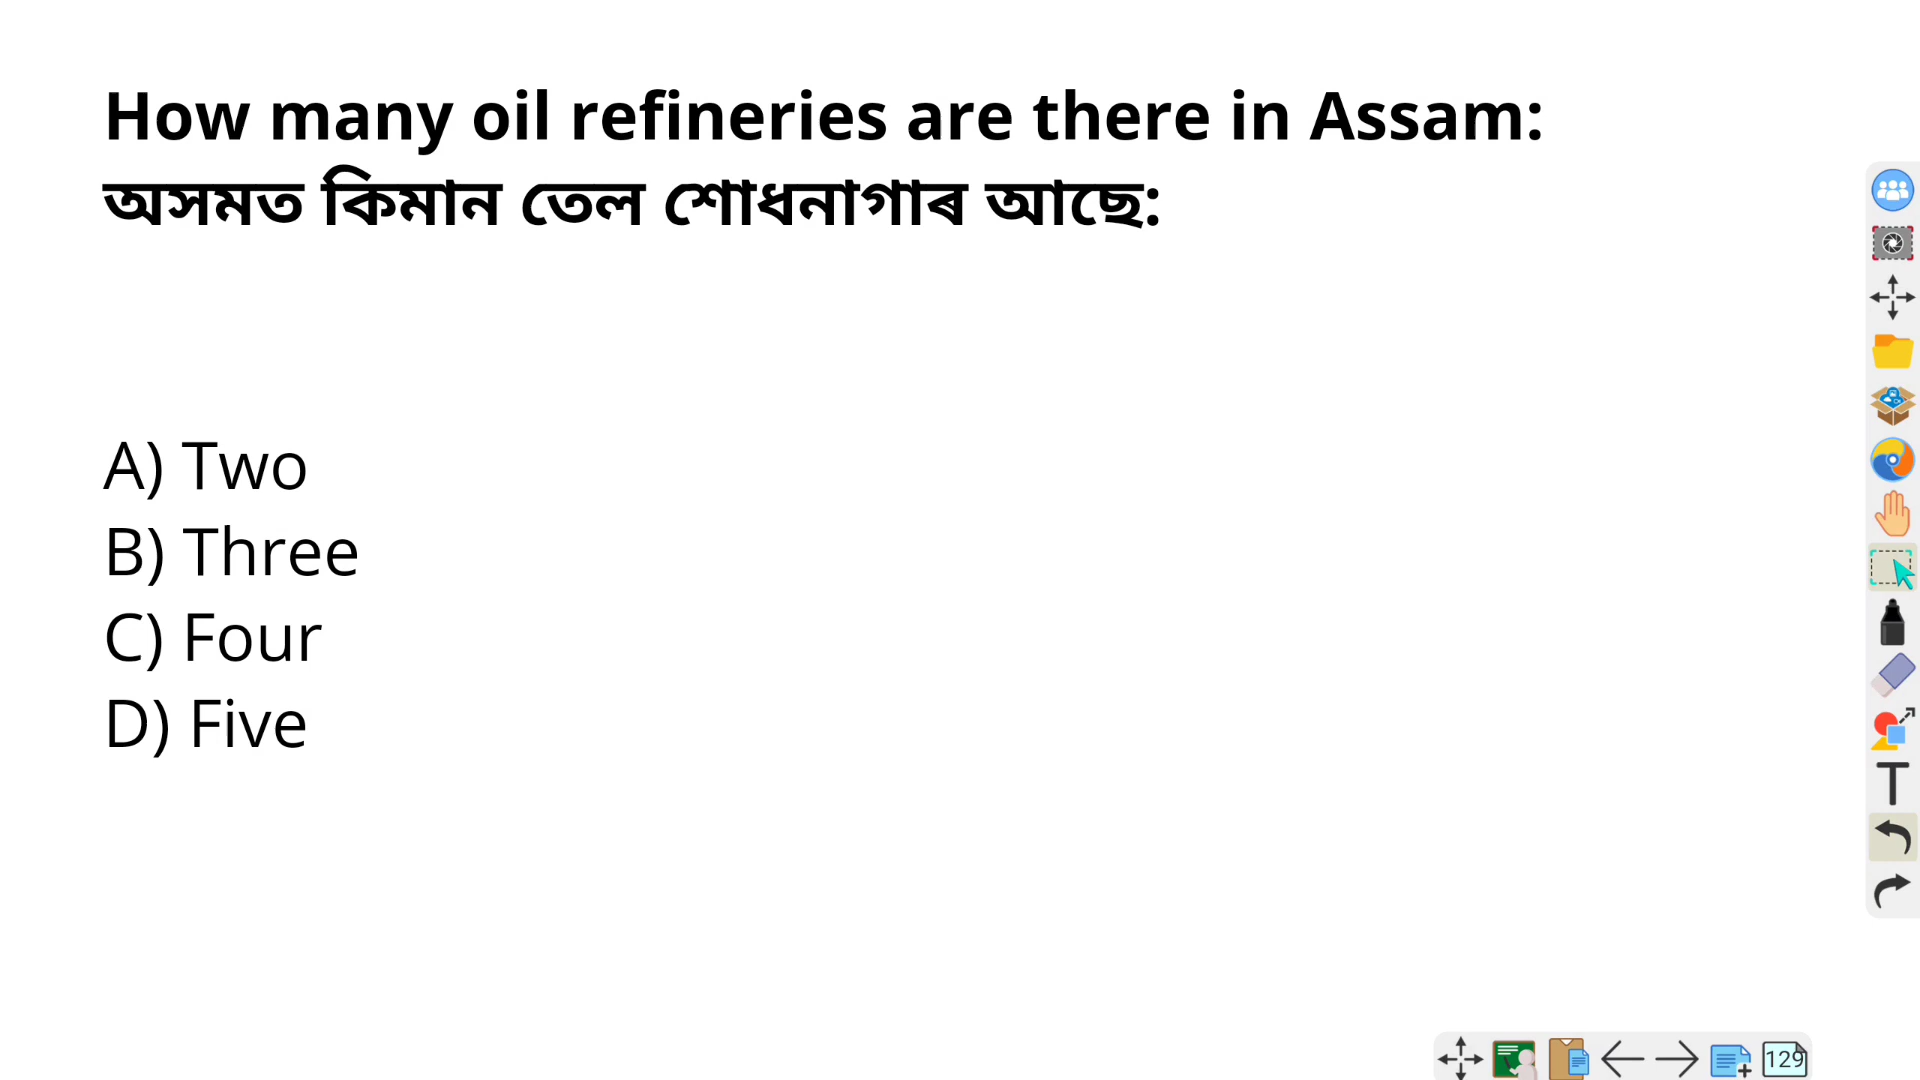 How many oil refineries are there in Assam:
অসমত কিমান তেল শোধনাগাৰ আছে:
A) Two
B) Three
C) Four
D) Five
T
129